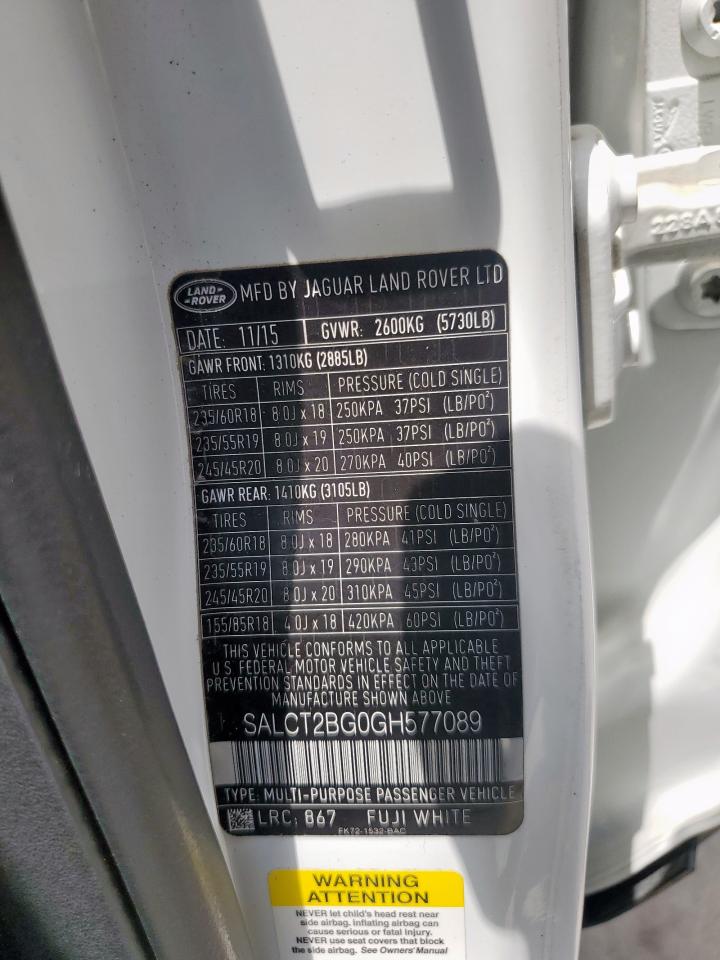 LAND ROVER MFD BY JAGUAR LAND ROVER LTD
DATE: 11/15 GVWR: 2600KG (5730LB)
GAWR FRONT: 1310KG (2885LB)
TIRES RIMS PRESSURE (COLD SINGLE)
235/60R18 8.0J x 18 250KPA 37PSI (LB/PO²)
235/55R19 8.0J x 19 250KPA 37PSI (LB/PO²)
245/45R20 8.0J x 20 270KPA 40PSI (LB/PO²)
GAWR REAR: 1410KG (3105LB)
TIRES RIMS PRESSURE (COLD SINGLE)
235/60R18 8.0J x 18 280KPA 41PSI (LB/PO²)
235/55R19 8.0J x 19 290KPA 43PSI (LB/PO²)
245/45R20 8.0J x 20 310KPA 45PSI (LB/PO²)
155/85R18 4.0J x 18 420KPA 60PSI (LB/PO²)
THIS VEHICLE CONFORMS TO ALL APPLICABLE
U.S. FEDERAL MOTOR VEHICLE SAFETY AND THEFT
PREVENTION STANDARDS IN EFFECT ON THE DATE OF
MANUFACTURE SHOWN ABOVE
SALCT2BG0GH577089
TYPE: MULTI-PURPOSE PASSENGER VEHICLE
LRC: 867 FUJI WHITE
FK72-1532-BAC
WARNING
ATTENTION
NEVER let child's head rest near
side airbag. Inflating airbag can
cause serious or fatal injury.
NEVER use seat covers that block
the side airbag. See Owners' Manual